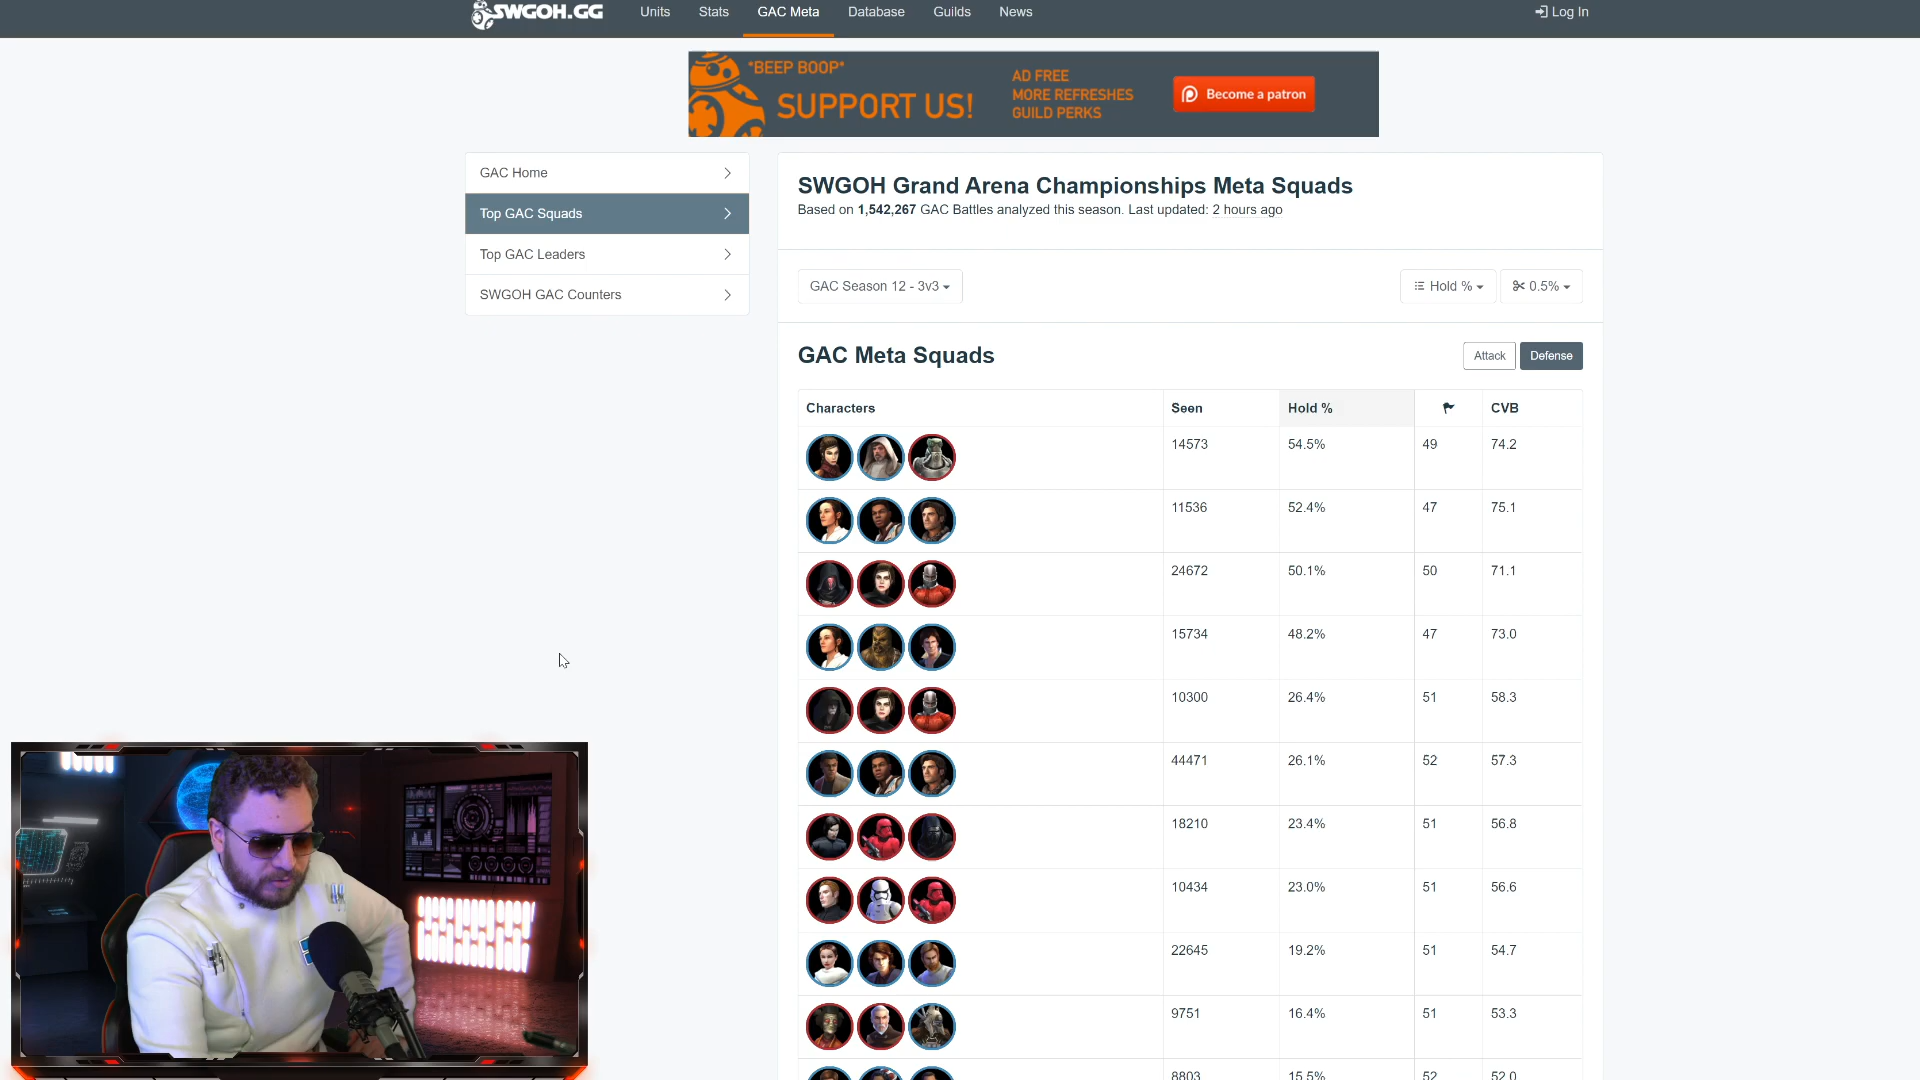 SWGOH.GG
Units
Stats
GAC Meta
Database
Guilds
News
Log In
*BEEP BOOP*
SUPPORT US!
AD FREE
MORE REFRESHES
GUILD PERKS
Become a patron
GAC Home
Top GAC Squads
Top GAC Leaders
SWGOH GAC Counters
SWGOH Grand Arena Championships Meta Squads
Based on 1,542,267 GAC Battles analyzed this season. Last updated: 2 hours ago
GAC Season 12 - 3v3
Hold %
0.5%
GAC Meta Squads
Attack
Defense
Characters Seen Hold % CVB
14573 54.5% 49 74.2
11536 52.4% 47 75.1
24672 50.1% 50 71.1
15734 48.2% 47 73.0
10300 26.4% 51 58.3
44471 26.1% 52 57.3
18210 23.4% 51 56.8
10434 23.0% 51 56.6
22645 19.2% 51 54.7
9751 16.4% 51 53.3
8803 15.5% 52 52.0